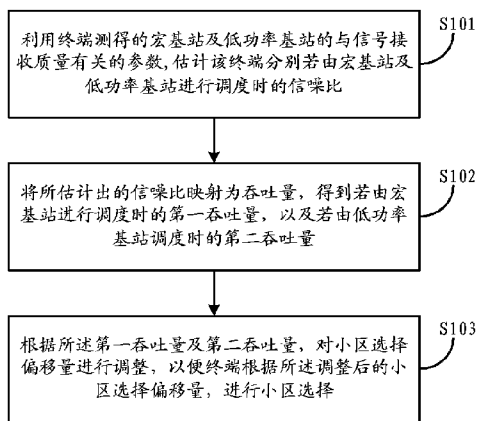 S101
利用终端测得的宏基站及低功率基站的与信号接
收质量有关的参数,估计该终端分别若由宏基站及
低功率基站进行调度时的信噪比
S102
将所估计出的信噪比映射为吞吐量，得到若由宏
基站进行调度时的第一吞吐量，以及若由低功率
基站调度时的第二吞吐量
S103
根据所述第一吞吐量及第二吞吐量，对小区选择
偏移量进行调整，以便终端根据所述调整后的小
区选择偏移量，进行小区选择